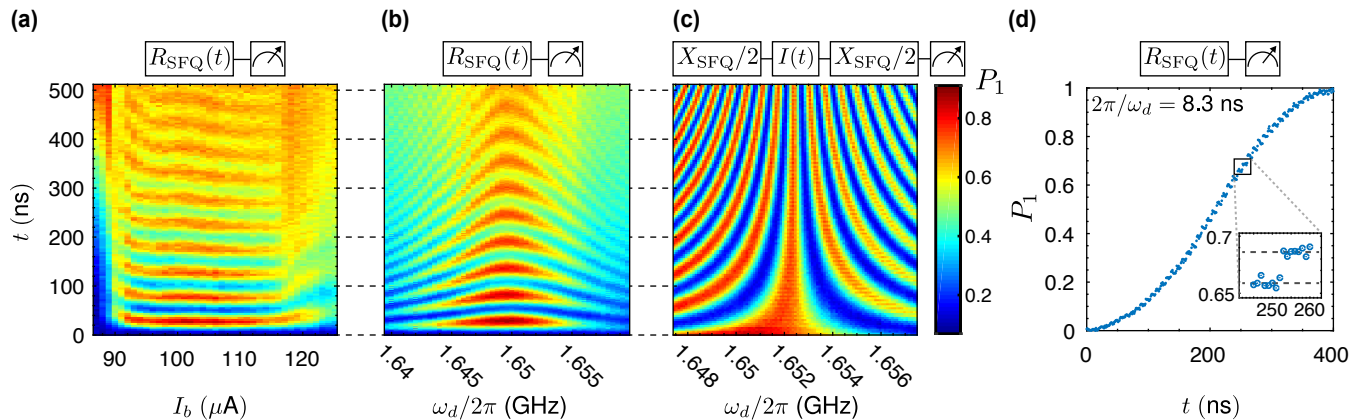 (a)
R_SFQ(t)
500
400
300
200
100
0
t (ns)
90
100
110
120
I_b (μA)
(b)
R_SFQ(t)
1.64
1.645
1.65
1.655
ω_d/2π (GHz)
(c)
X_SFQ/2
I(t)
X_SFQ/2
P_1
0.8
0.6
0.4
0.2
1.648
1.65
1.652
1.654
1.656
ω_d/2π (GHz)
(d)
R_SFQ(t)
2π/ω_d = 8.3 ns
1
0.8
0.6
0.4
0.2
0
P_1
0.7
0.65
250 260
0
200
400
t (ns)